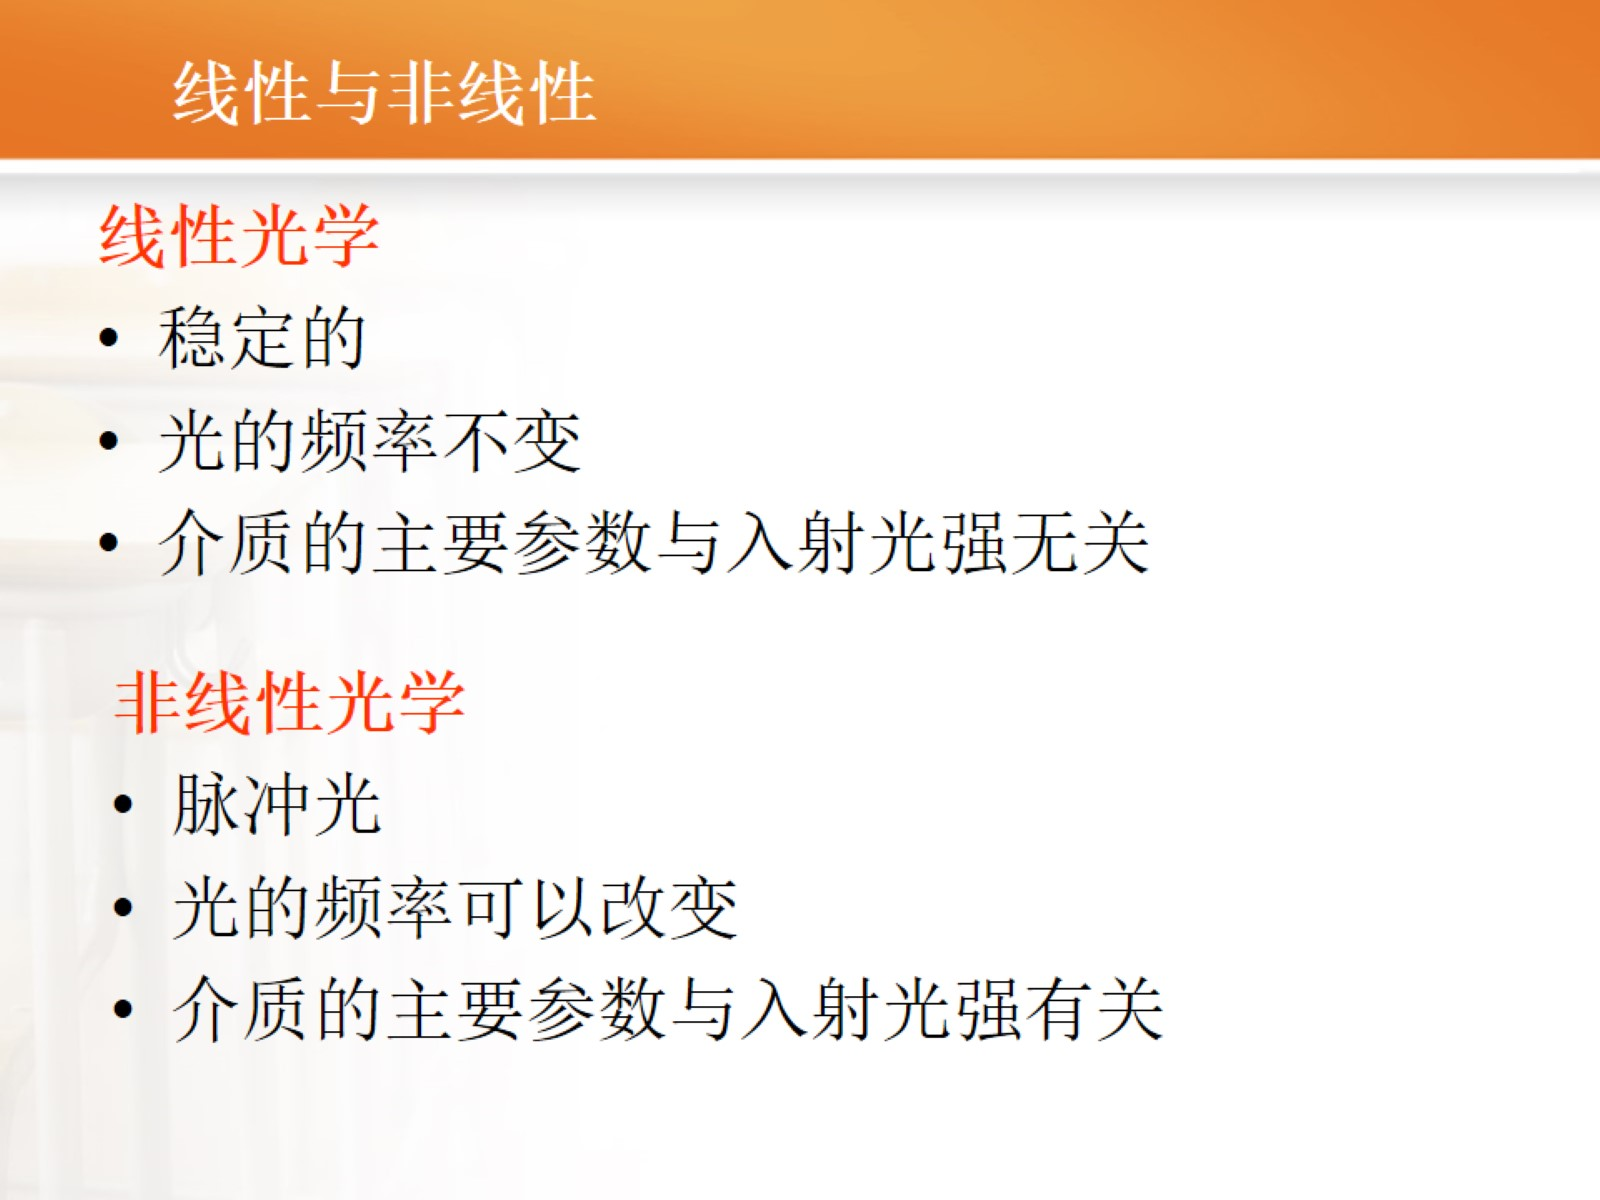 线性与非线性
线性光学
• 稳定的
• 光的频率不变
• 介质的主要参数与入射光强无关
非线性光学
• 脉冲光
• 光的频率可以改变
• 介质的主要参数与入射光强有关